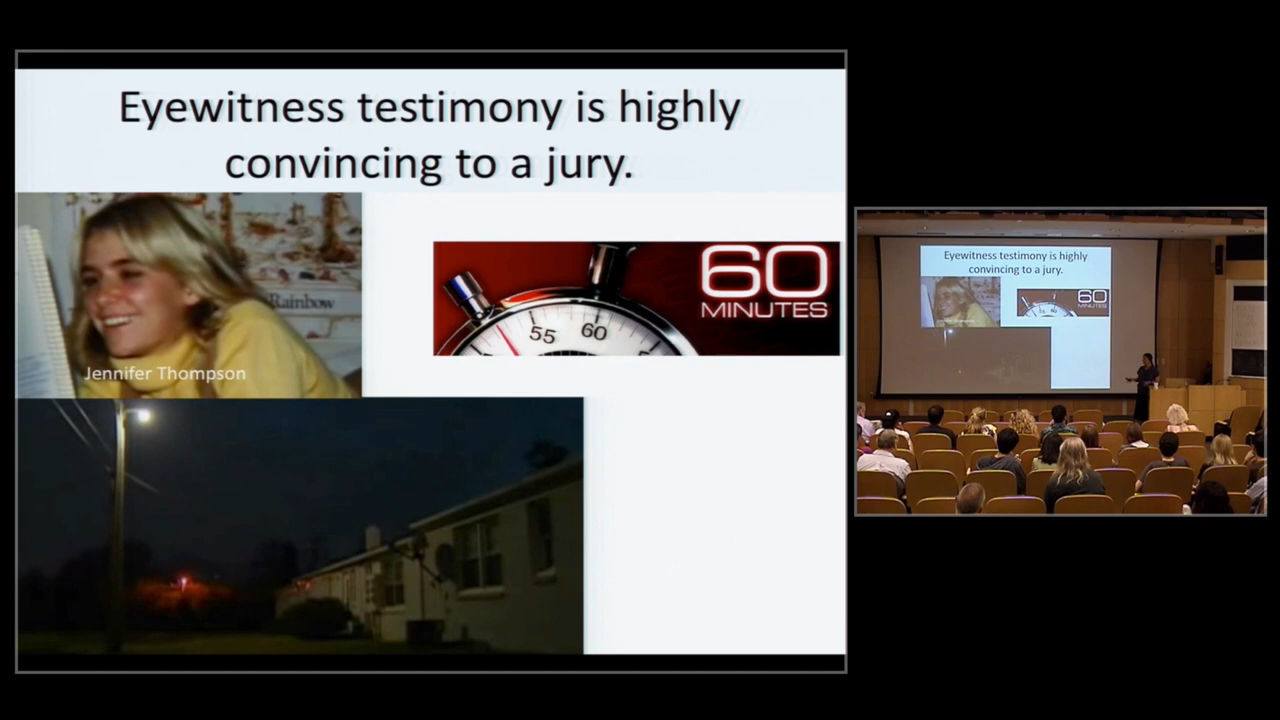 Eyewitness testimony is highly
convincing to a jury.
Rainbow
Jennifer Thompson
55 60
60
MINUTES
Eyewitness testimony is highly
convincing to a jury.
60
MINUTES